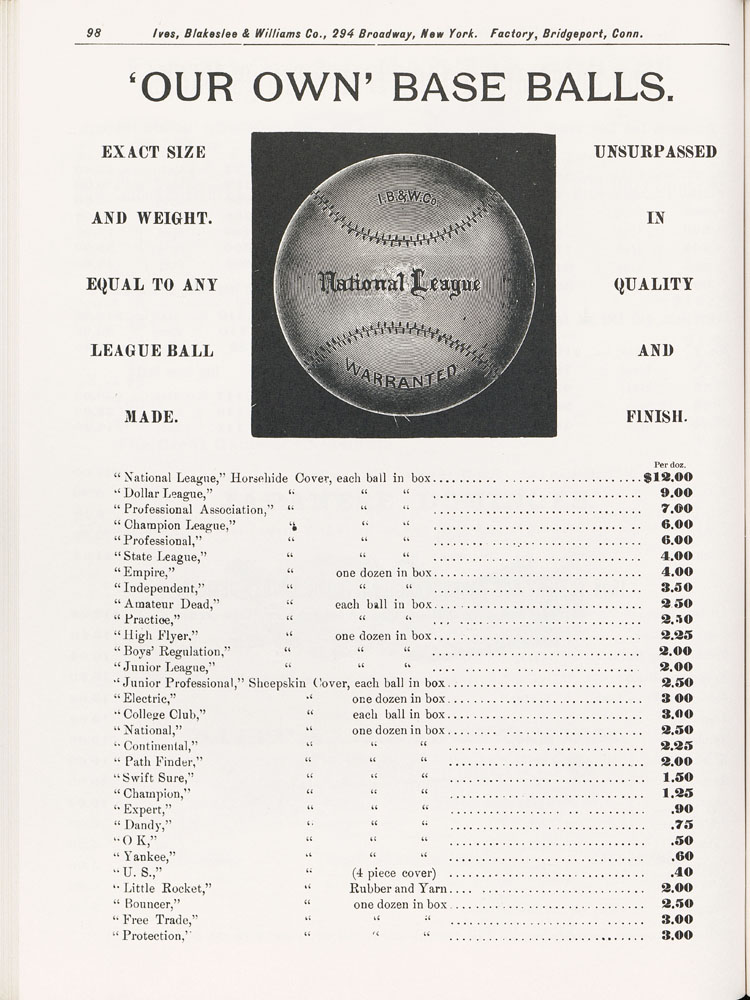 98 Ives, Blakeslee & Williams Co., 294 Broadway, New York. Factory, Bridgeport, Conn.
‘OUR OWN’ BASE BALLS.
EXACT SIZE
AND WEIGHT.
EQUAL TO ANY
LEAGUE BALL
MADE.
I.B.&W.Co.
National League
WARRANTED.
UNSURPASSED
IN
QUALITY
AND
FINISH.
Per doz.
“National League,” Horsehide Cover, each ball in box.................................$12.00
“Dollar League,” “ “ “ ................................. 9.00
“Professional Association,” “ “ “ ................................. 7.00
“Champion League,” “ “ “ ................................. 6.00
“Professional,” “ “ “ ................................. 6.00
“State League,” “ “ “ ................................. 4.00
“Empire,” “ one dozen in box................................. 4.00
“Independent,” “ “ “ ................................. 3.50
“Amateur Dead,” “ each ball in box................................. 2 50
“Practice,” “ “ “ ................................. 2.50
“High Flyer,” “ one dozen in box................................. 2.25
“Boys’ Regulation,” “ “ “ ................................. 2.00
“Junior League,” “ “ “ ................................. 2.00
“Junior Professional,” Sheepskin Cover, each ball in box............................... 2.50
“Electric,” “ one dozen in box............................... 3 00
“College Club,” “ each ball in box............................... 3.00
“National,” “ one dozen in box............................... 2.50
“Continental,” “ “ “ ............................... 2.25
“Path Finder,” “ “ “ ............................... 2.00
“Swift Sure,” “ “ “ ............................... 1.50
“Champion,” “ “ “ ............................... 1.25
“Expert,” “ “ “ ............................... .90
“Dandy,” “ “ “ ............................... .75
“O K,” “ “ “ ............................... .50
“Yankee,” “ “ “ ............................... .60
“U. S.,” “ (4 piece cover) ............................... .40
“Little Rocket,” “ Rubber and Yarn............................... 2.00
“Bouncer,” “ one dozen in box............................... 2.50
“Free Trade,” “ “ “ ............................... 3.00
“Protection,” “ “ “ ............................... 3.00